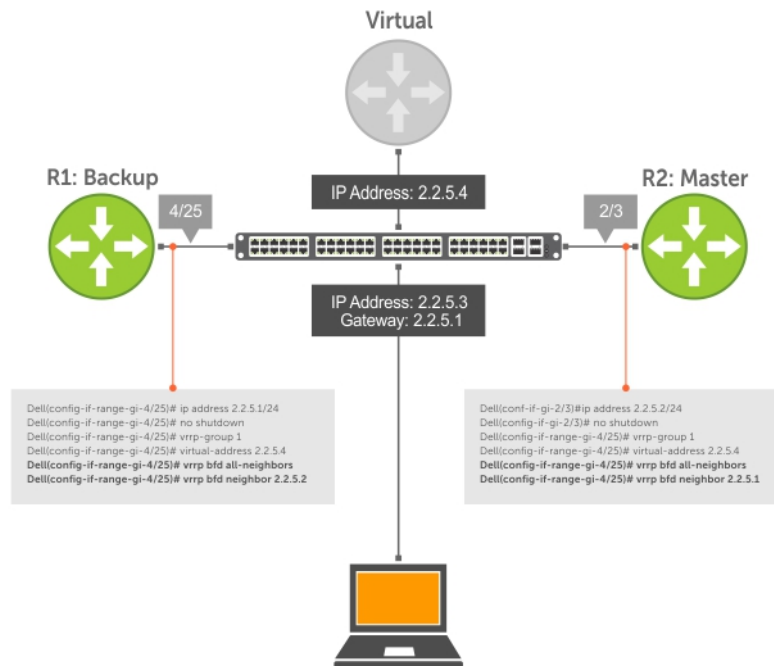 Virtual
R1: Backup
IP Address: 2.2.5.4
R2: Master
4/25
2/3
IP Address: 2.2.5.3
Gateway: 2.2.5.1
Dell(config-if-range-gi-4/25)# ip address 2.2.5.1/24
Dell(config-if-range-gi-4/25)# no shutdown
Dell(config-if-range-gi-4/25)# vrrp-group 1
Dell(config-if-range-gi-4/25)# virtual-address 2.2.5.4
Dell(config-if-range-gi-4/25)# vrrp bfd all-neighbors
Dell(config-if-range-gi-4/25)# vrrp bfd neighbor 2.2.5.2
Dell(conf-if-gi-2/3)#ip address 2.2.5.2/24
Dell(config-if-gi-2/3)# no shutdown
Dell(config-if-range-gi-4/25)# vrrp-group 1
Dell(config-if-range-gi-4/25)# virtual-address 2.2.5.4
Dell(config-if-range-gi-4/25)# vrrp bfd all-neighbors
Dell(config-if-range-gi-4/25)# vrrp bfd neighbor 2.2.5.1